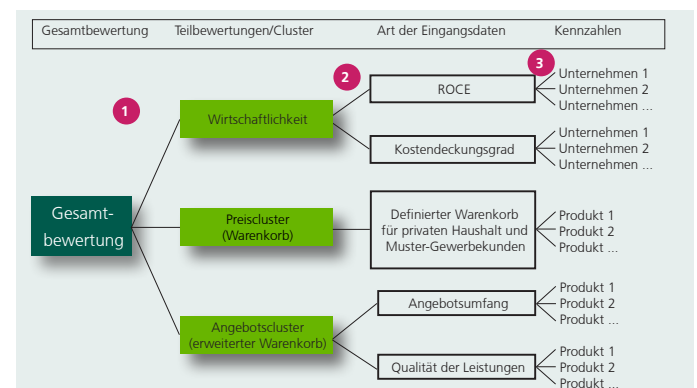 Gesamtbewertung Teilbewertungen/Cluster Art der Eingangsdaten Kennzahlen
1
2
3
Gesamt-
bewertung
Wirtschaftlichkeit
ROCE
Unternehmen 1
Unternehmen 2
Unternehmen ...
Kostendeckungsgrad
Unternehmen 1
Unternehmen 2
Unternehmen ...
Preiscluster
(Warenkorb)
Definierter Warenkorb
für privaten Haushalt und
Muster-Gewerbekunden
Produkt 1
Produkt 2
Produkt ...
Angebotscluster
(erweiterter Warenkorb)
Angebotsumfang
Produkt 1
Produkt 2
Produkt ...
Qualität der Leistungen
Produkt 1
Produkt 2
Produkt ...